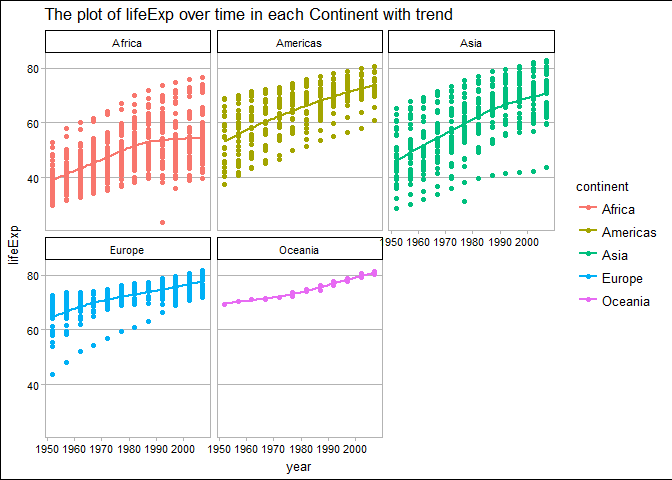 The plot of lifeExp over time in each Continent with trend
Africa Americas Asia
80
60
40
1950 1960 1970 1980 1990 2000
lifeExp
Europe Oceania
80
60
40
1950 1960 1970 1980 1990 2000 1950 1960 1970 1980 1990 2000
year
continent
Africa
Americas
Asia
Europe
Oceania